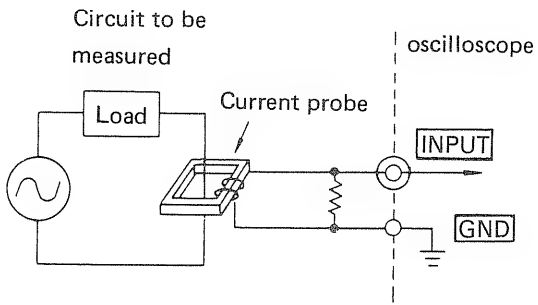 Circuit to be
measured
oscilloscope
Load
Current probe
INPUT
GND